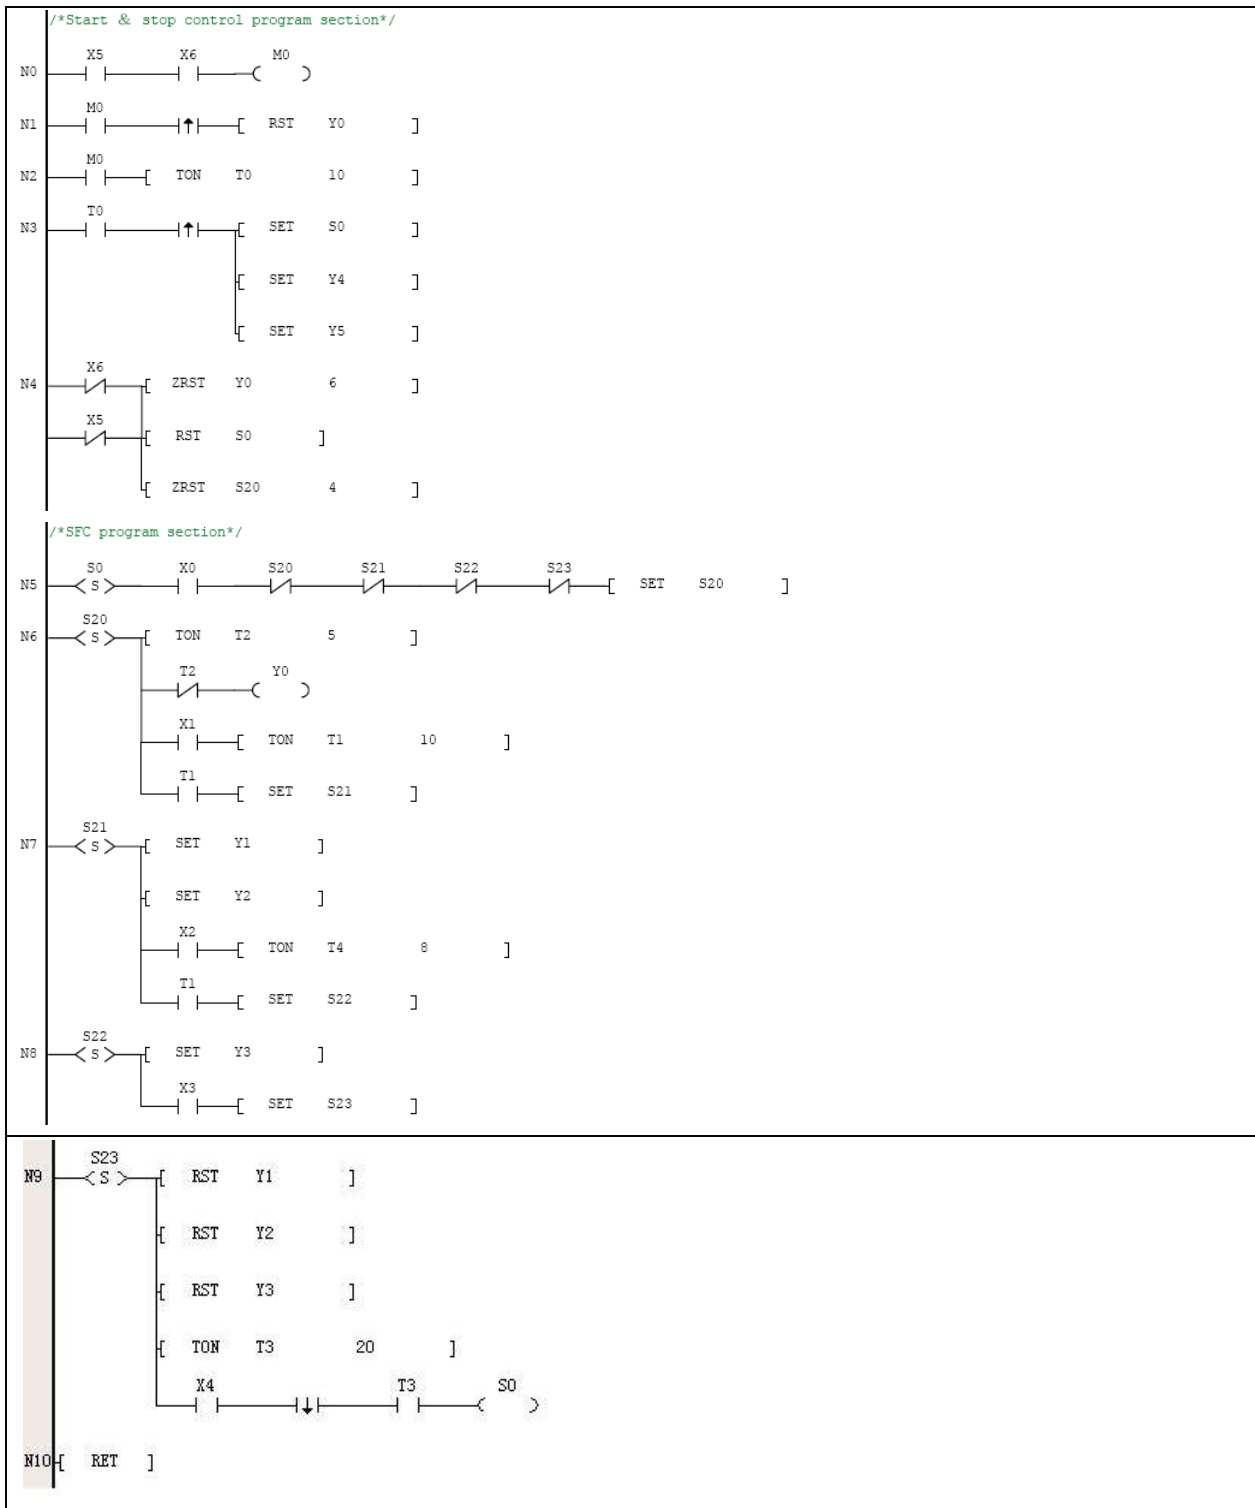 /*Start & stop control program section*/
X5 X6 M0
N0 ( )
M0
N1 [ RST Y0 ]
M0
N2 [ TON T0 10 ]
T0
N3 [ SET S0 ]
[ SET Y4 ]
[ SET Y5 ]
X6
N4 [ ZRST Y0 6 ]
X5
[ RST S0 ]
[ ZRST S20 4 ]
/*SFC program section*/
S0 X0 S20 S21 S22 S23
N5 <S> [ SET S20 ]
S20
N6 <S> [ TON T2 5 ]
T2 Y0
( )
X1
[ TON T1 10 ]
T1
[ SET S21 ]
S21
N7 <S> [ SET Y1 ]
[ SET Y2 ]
X2
[ TON T4 8 ]
T1
[ SET S22 ]
S22
N8 <S> [ SET Y3 ]
X3
[ SET S23 ]
S23
N9 <S> [ RST Y1 ]
[ RST Y2 ]
[ RST Y3 ]
[ TON T3 20 ]
X4 T3 S0
( )
N10 [ RET ]